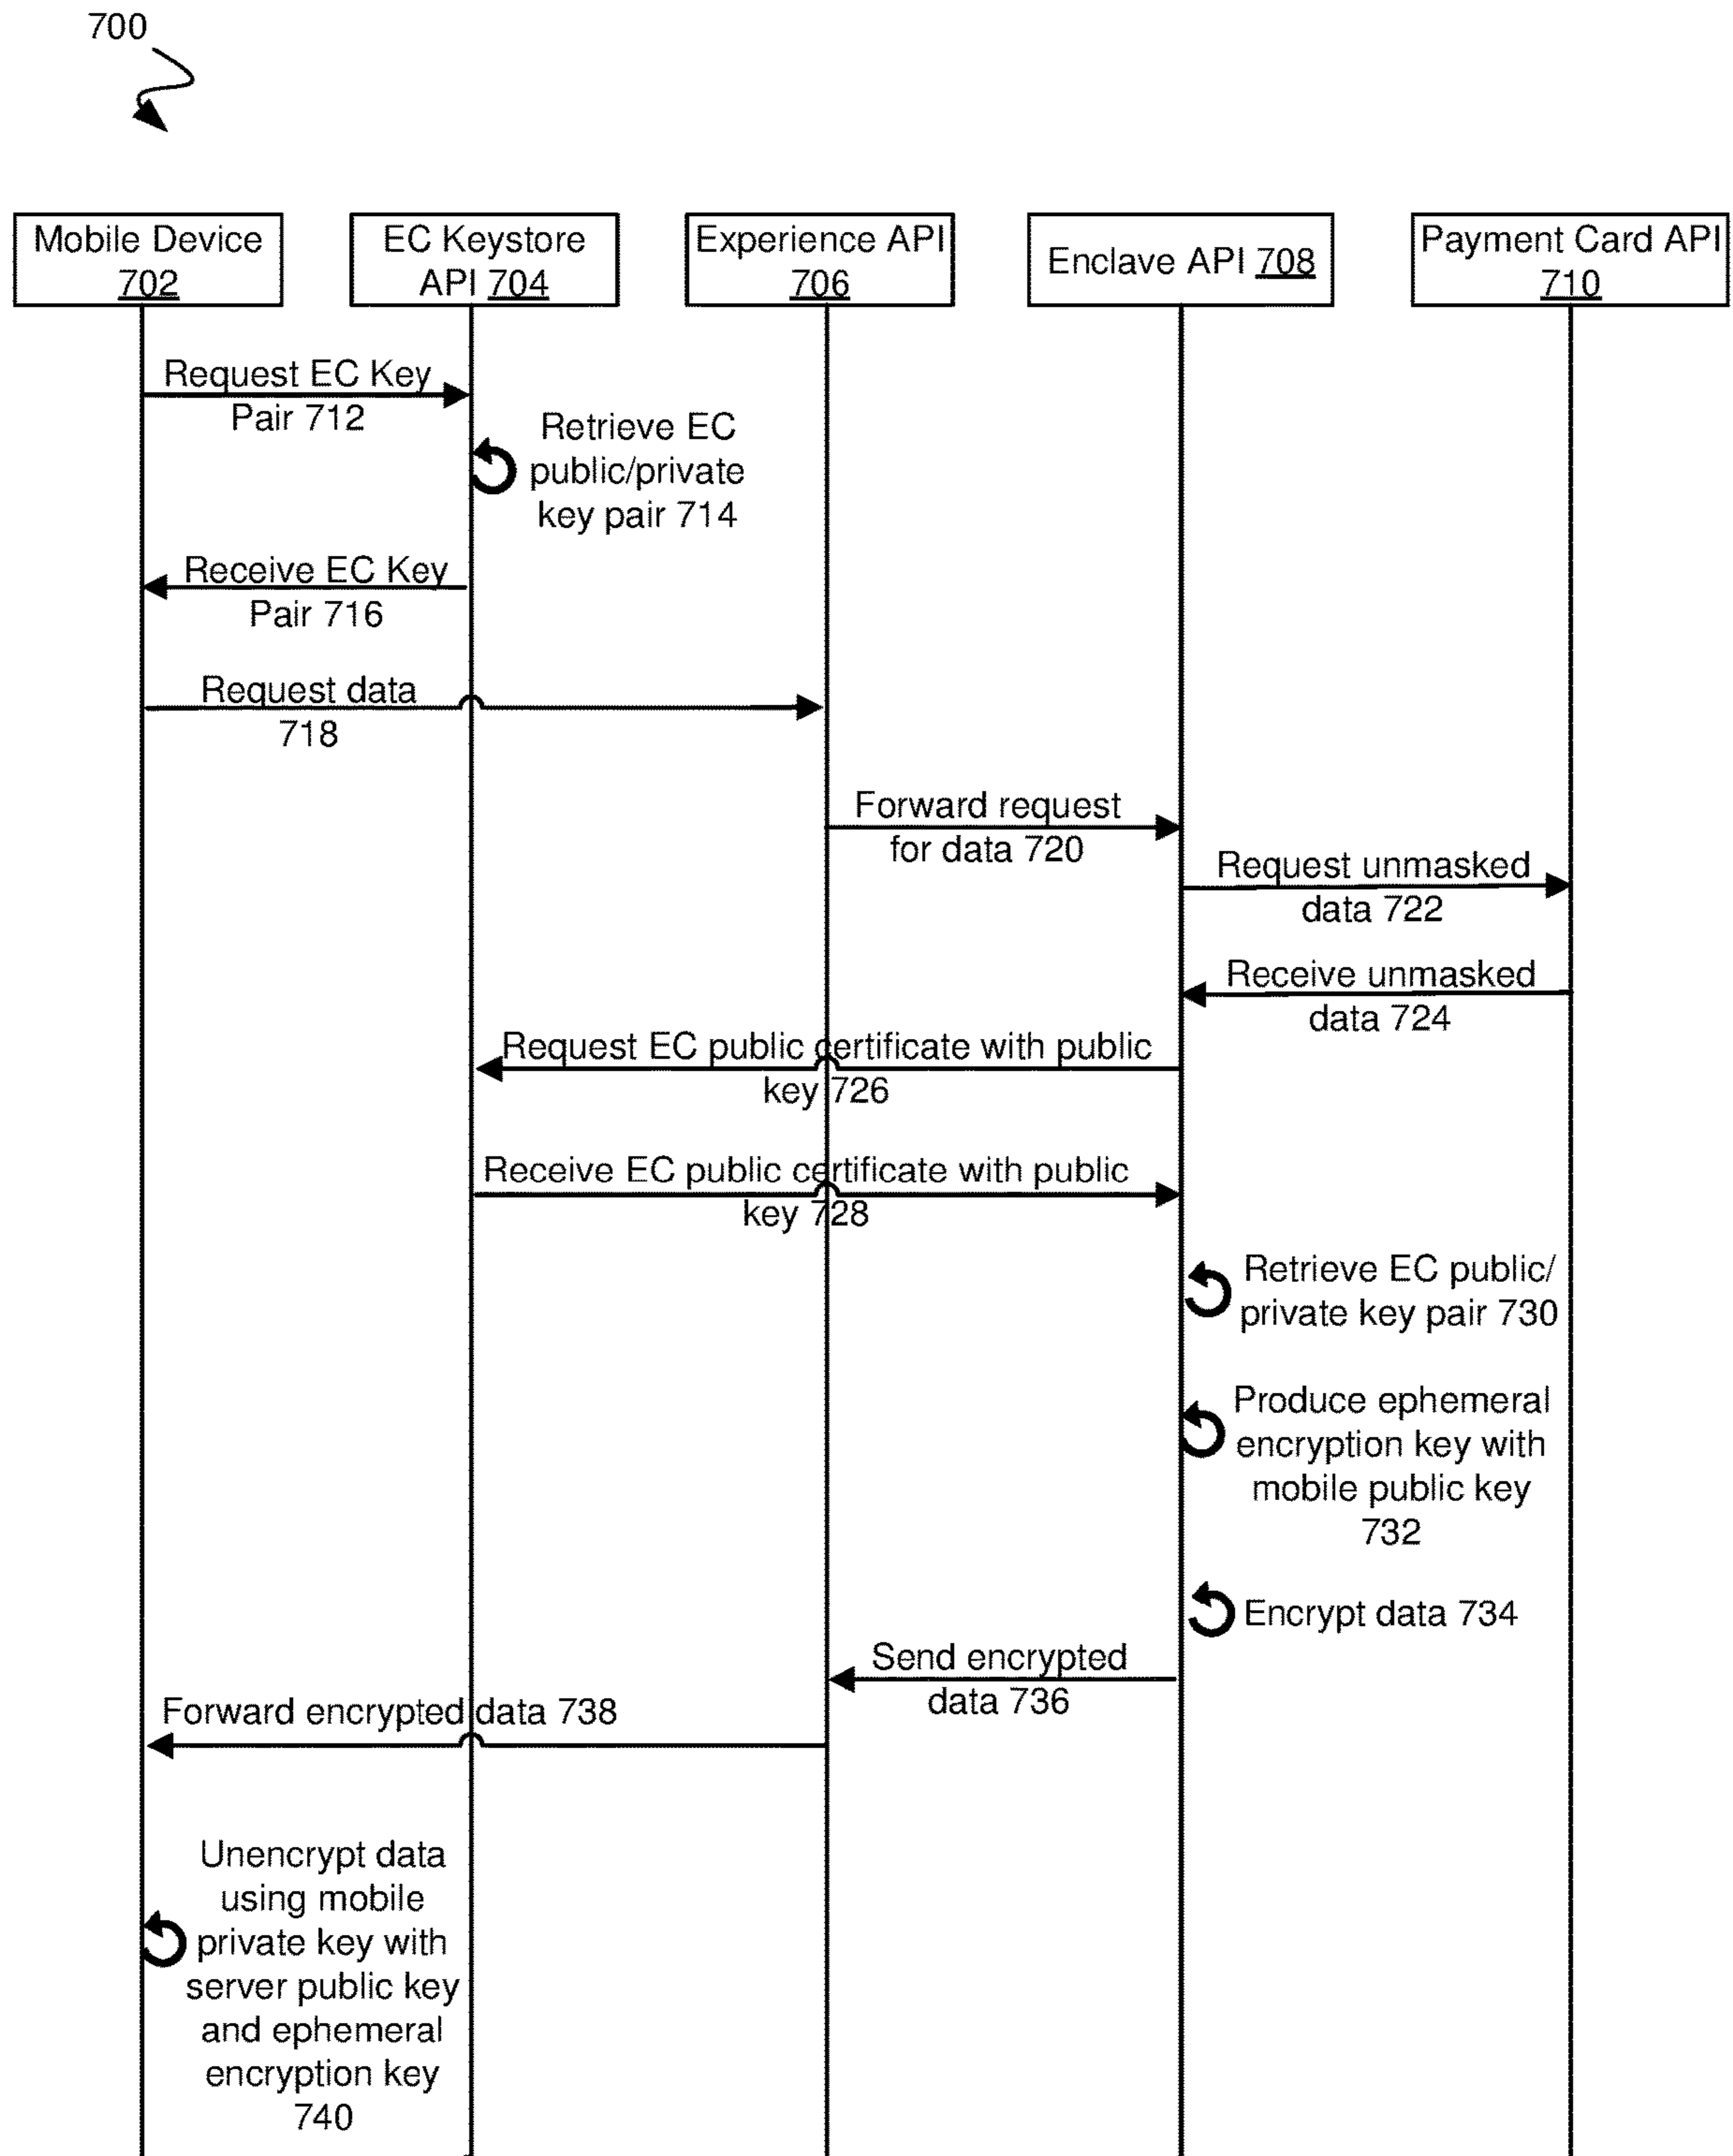 700
Mobile Device
702
EC Keystore
API 704
Experience API
706
Enclave API 708
Payment Card API
710
Request EC Key
Pair 712
Retrieve EC
public/private
key pair 714
Receive EC Key
Pair 716
Request data
718
Forward request
for data 720
Request unmasked
data 722
Receive unmasked
data 724
Request EC public certificate with public
key 726
Receive EC public certificate with public
key 728
Retrieve EC public/
private key pair 730
Produce ephemeral
encryption key with
mobile public key
732
Encrypt data 734
Send encrypted
data 736
Forward encrypted data 738
Unencrypt data
using mobile
private key with
server public key
and ephemeral
encryption key
740